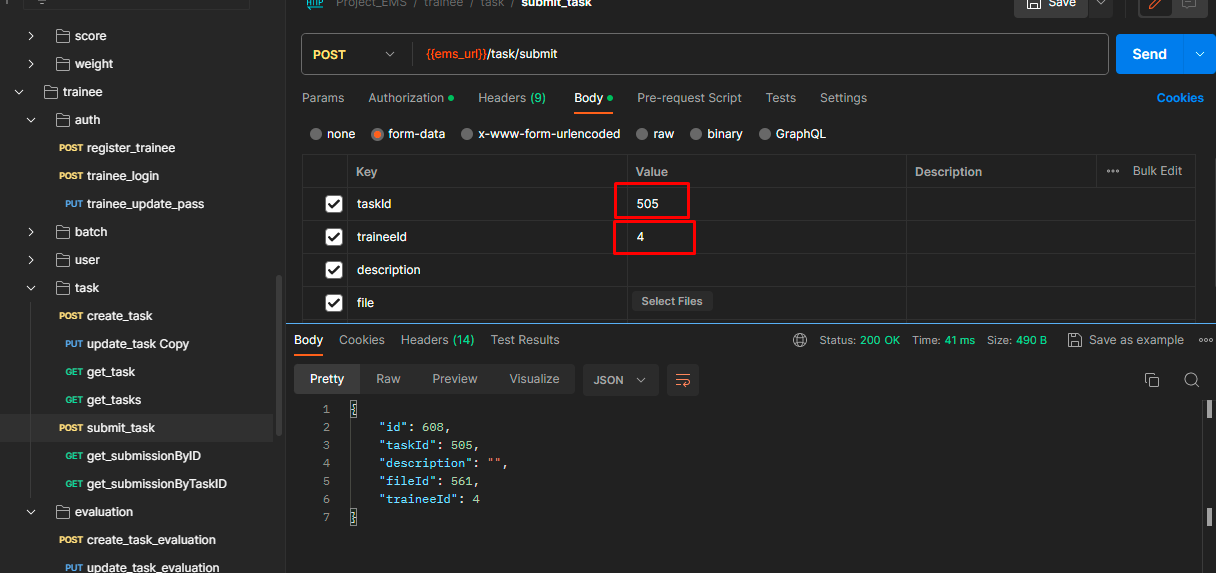 Project_EMS / trainee / task / submit_task
Save
score
weight
trainee
auth
POST register_trainee
POST trainee_login
PUT trainee_update_pass
batch
user
task
POST create_task
PUT update_task Copy
GET get_task
GET get_tasks
POST submit_task
GET get_submissionByID
GET get_submissionByTaskID
evaluation
POST create_task_evaluation
PUT update_task_evaluation
POST {{ems_url}}/task/submit Send
Params Authorization Headers (9) Body Pre-request Script Tests Settings Cookies
none form-data x-www-form-urlencoded raw binary GraphQL
Key Value Description Bulk Edit
taskId 505
traineeId 4
description
file Select Files
Body Cookies Headers (14) Test Results Status: 200 OK Time: 41 ms Size: 490 B Save as example
Pretty Raw Preview Visualize JSON
1 {
2 "id": 608,
3 "taskId": 505,
4 "description": "",
5 "fileId": 561,
6 "traineeId": 4
7 }